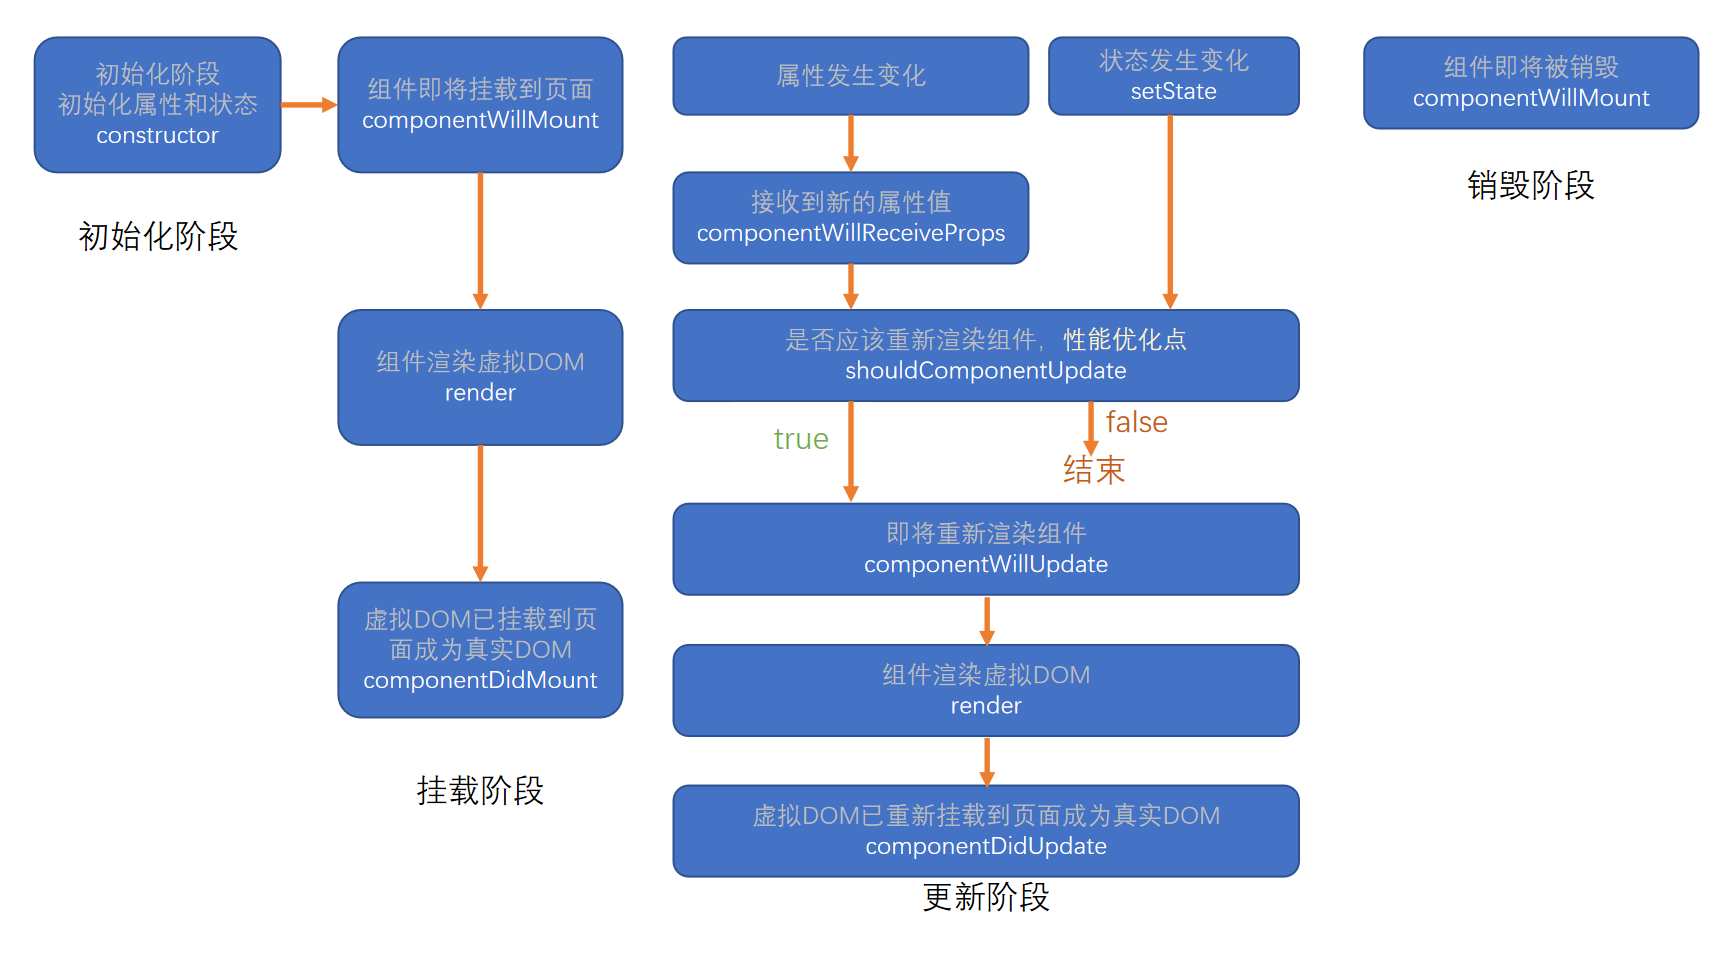 初始化阶段
初始化属性和状态
constructor
初始化阶段
组件即将挂载到页面
componentWillMount
组件渲染虚拟DOM
render
虚拟DOM已挂载到页
面成为真实DOM
componentDidMount
挂载阶段
属性发生变化
状态发生变化
setState
接收到新的属性值
componentWillReceiveProps
是否应该重新渲染组件，性能优化点
shouldComponentUpdate
true
false
结束
即将重新渲染组件
componentWillUpdate
组件渲染虚拟DOM
render
虚拟DOM已重新挂载到页面成为真实DOM
componentDidUpdate
更新阶段
组件即将被销毁
componentWillMount
销毁阶段